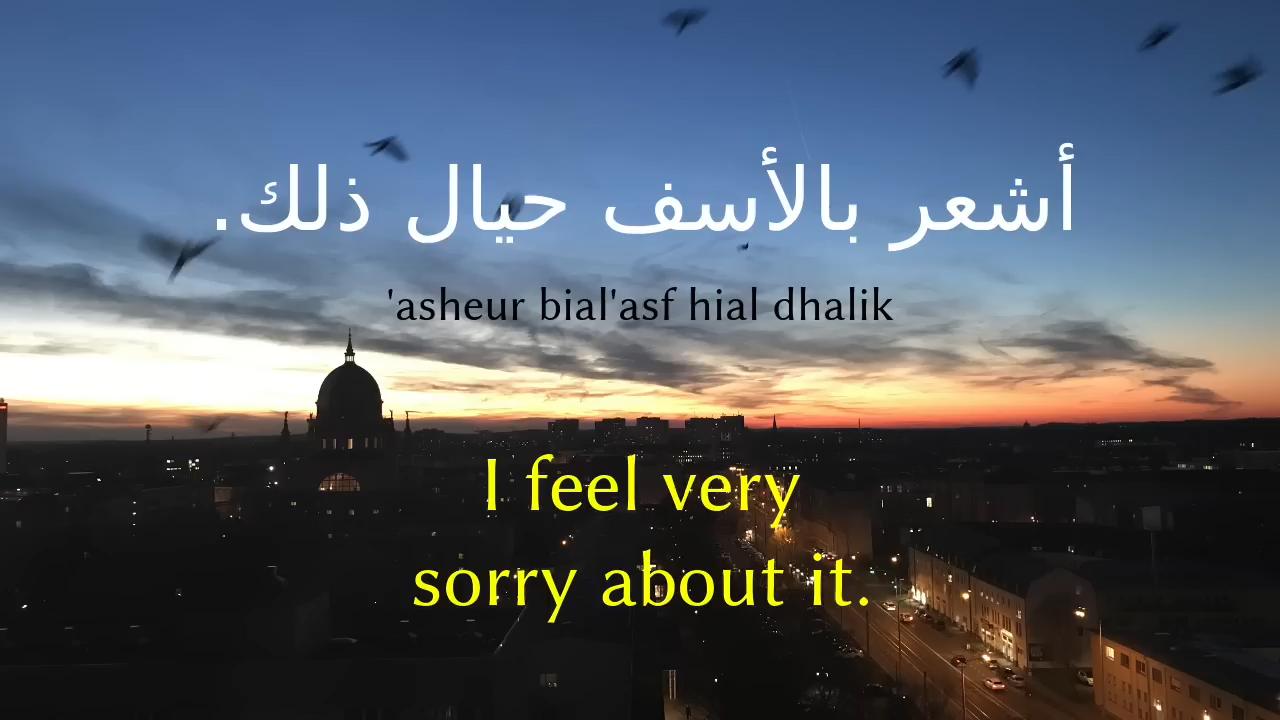 أشعر بالأسف حيال ذلك.
'asheur bial'asf hial dhalik
I feel very
sorry about it.